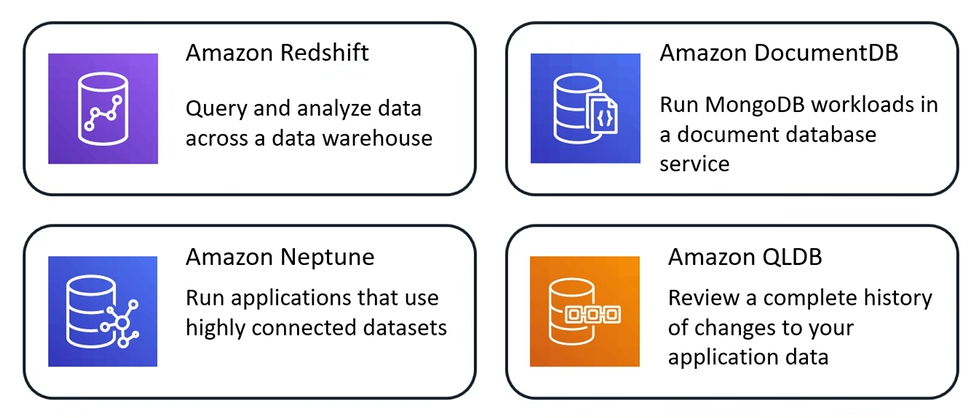 Amazon Redshift
Query and analyze data
across a data warehouse
Amazon DocumentDB
Run MongoDB workloads in
a document database
service
Amazon Neptune
Run applications that use
highly connected datasets
Amazon QLDB
Review a complete history
of changes to your
application data